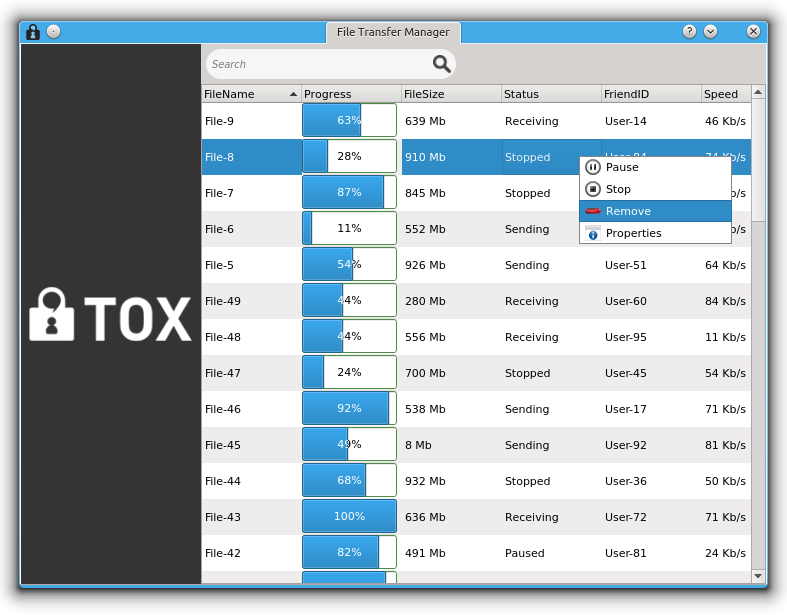 File Transfer Manager
Search
FileName Progress FileSize Status FriendID Speed
File-9 63% 639 Mb Receiving User-14 46 Kb/s
File-8 28% 910 Mb Stopped User-84 74 Kb/s
File-7 87% 845 Mb Stopped Pause b/s
File-6 11% 552 Mb Sending Stop b/s
Remove
Properties
File-5 54% 926 Mb Sending User-51 64 Kb/s
File-49 44% 280 Mb Receiving User-60 84 Kb/s
TOX
File-48 44% 556 Mb Receiving User-95 11 Kb/s
File-47 24% 700 Mb Stopped User-45 54 Kb/s
File-46 92% 538 Mb Sending User-17 71 Kb/s
File-45 49% 8 Mb Sending User-92 81 Kb/s
File-44 68% 932 Mb Stopped User-36 50 Kb/s
File-43 100% 636 Mb Receiving User-72 71 Kb/s
File-42 82% 491 Mb Paused User-81 24 Kb/s